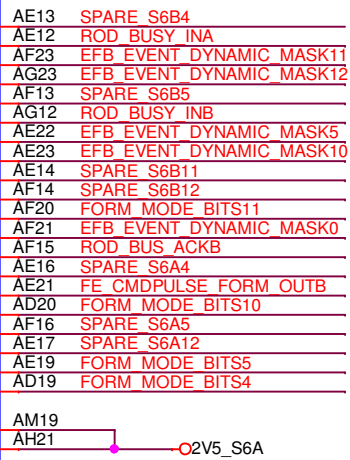 AE13 SPARE_S6B4
AE12 ROD_BUSY_INA
AF23 EFB_EVENT_DYNAMIC_MASK11
AG23 EFB_EVENT_DYNAMIC_MASK12
AF13 SPARE_S6B5
AG12 ROD_BUSY_INB
AE22 EFB_EVENT_DYNAMIC_MASK5
AE23 EFB_EVENT_DYNAMIC_MASK10
AE14 SPARE_S6B11
AF14 SPARE_S6B12
AF20 FORM_MODE_BITS11
AF21 EFB_EVENT_DYNAMIC_MASK0
AF15 ROD_BUS_ACKB
AE16 SPARE_S6A4
AE21 FE_CMDPULSE_FORM_OUTB
AD20 FORM_MODE_BITS10
AF16 SPARE_S6A5
AE17 SPARE_S6A12
AE19 FORM_MODE_BITS5
AD19 FORM_MODE_BITS4
AM19
AH21 2V5_S6A